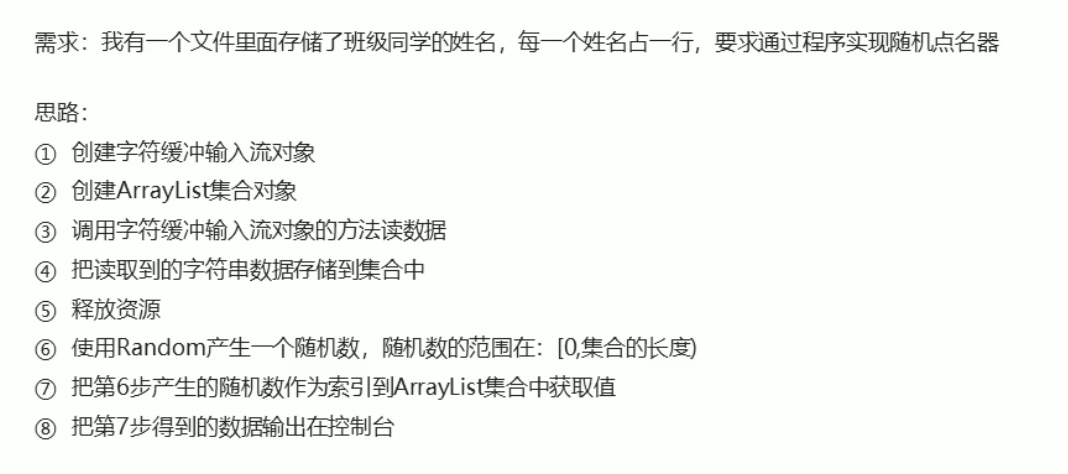 需求：我有一个文件里面存储了班级同学的姓名，每一个姓名占一行，要求通过程序实现随机点名器
思路：
① 创建字符缓冲输入流对象
② 创建ArrayList集合对象
③ 调用字符缓冲输入流对象的方法读数据
④ 把读取到的字符串数据存储到集合中
⑤ 释放资源
⑥ 使用Random产生一个随机数，随机数的范围在：[0,集合的长度)
⑦ 把第6步产生的随机数作为索引到ArrayList集合中获取值
⑧ 把第7步得到的数据输出在控制台